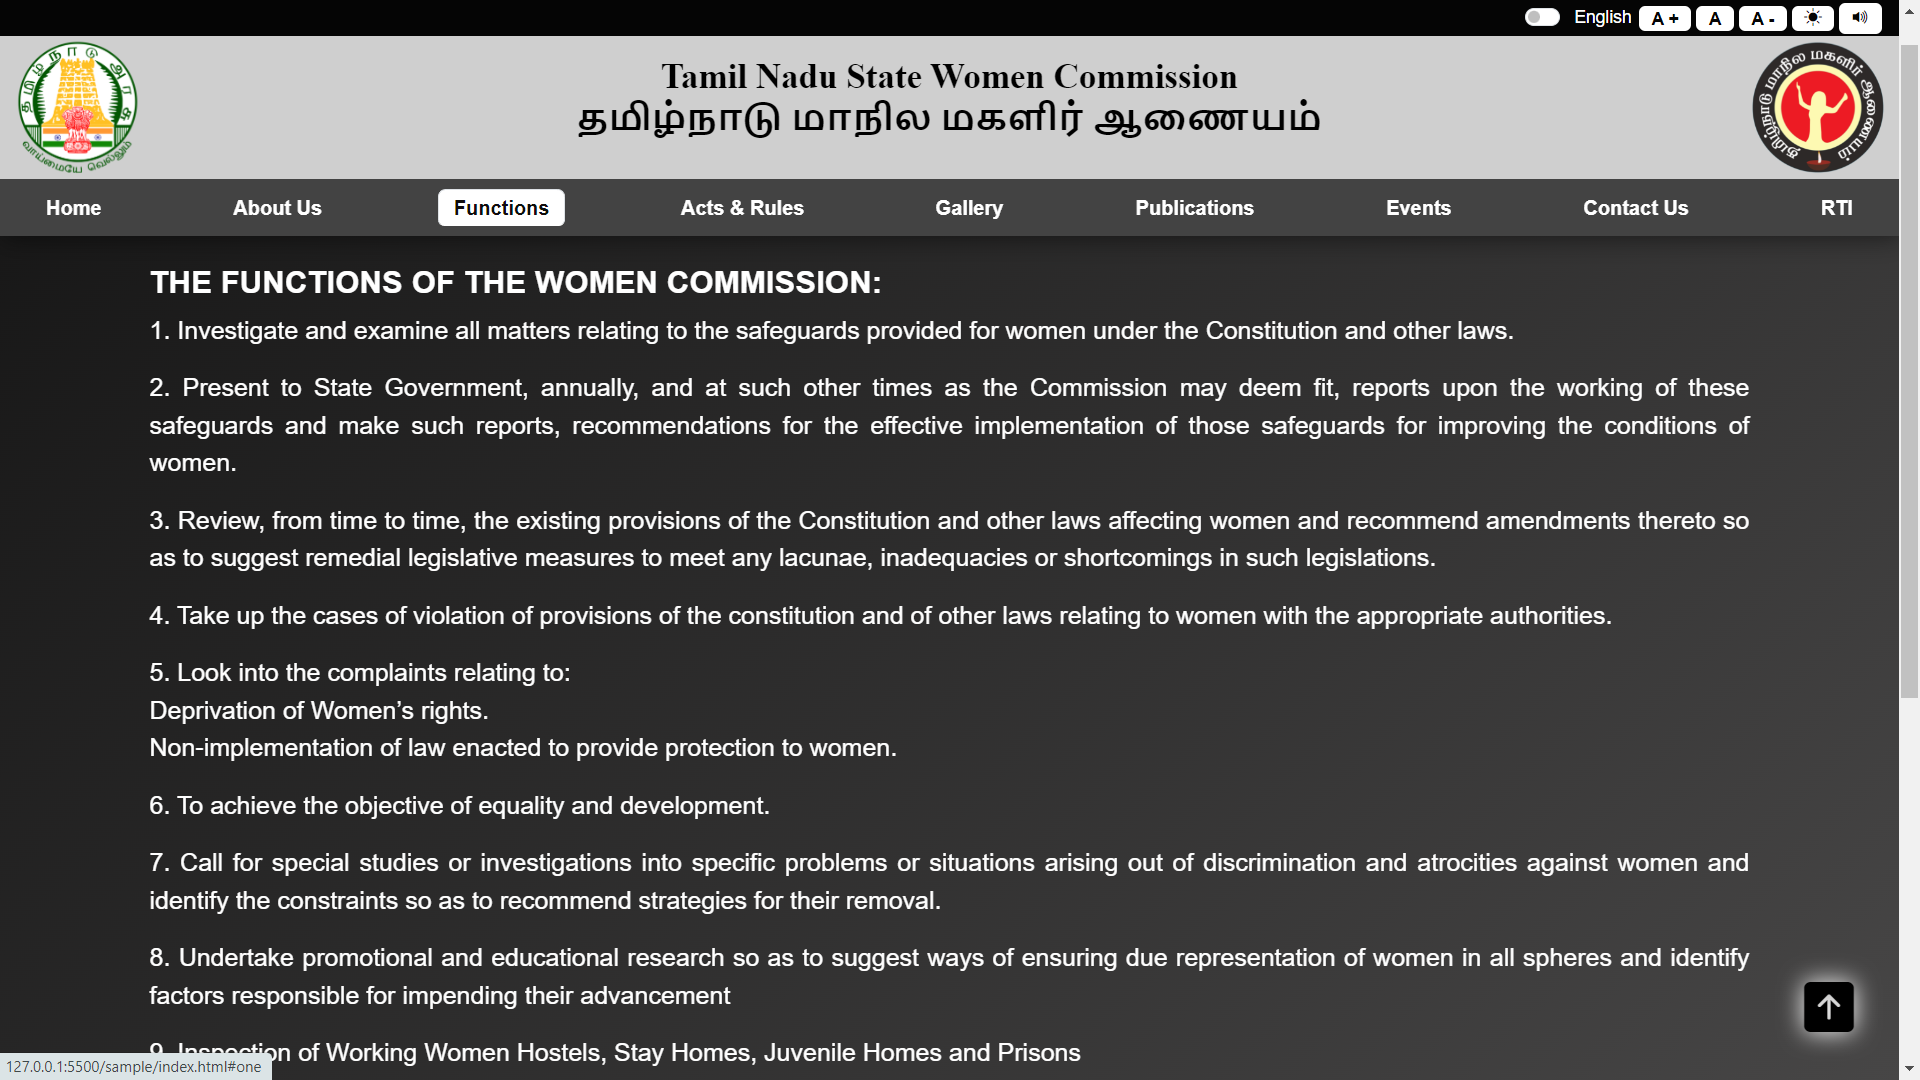 English A + A A -
Tamil Nadu State Women Commission
தமிழ்நாடு மாநில மகளிர் ஆணையம்
தமிழ்நாடு அரசு
வாய்மையே வெல்லும்
தமிழ்நாடு மாநில மகளிர் ஆணையம்
Home About Us Functions Acts & Rules Gallery Publications Events Contact Us RTI
THE FUNCTIONS OF THE WOMEN COMMISSION:
1. Investigate and examine all matters relating to the safeguards provided for women under the Constitution and other laws.
2. Present to State Government, annually, and at such other times as the Commission may deem fit, reports upon the working of these
safeguards and make such reports, recommendations for the effective implementation of those safeguards for improving the conditions of
women.
3. Review, from time to time, the existing provisions of the Constitution and other laws affecting women and recommend amendments thereto so
as to suggest remedial legislative measures to meet any lacunae, inadequacies or shortcomings in such legislations.
4. Take up the cases of violation of provisions of the constitution and of other laws relating to women with the appropriate authorities.
5. Look into the complaints relating to:
Deprivation of Women’s rights.
Non-implementation of law enacted to provide protection to women.
6. To achieve the objective of equality and development.
7. Call for special studies or investigations into specific problems or situations arising out of discrimination and atrocities against women and
identify the constraints so as to recommend strategies for their removal.
8. Undertake promotional and educational research so as to suggest ways of ensuring due representation of women in all spheres and identify
factors responsible for impending their advancement
9. Inspection of Working Women Hostels, Stay Homes, Juvenile Homes and Prisons
127.0.0.1:5500/sample/index.html#one